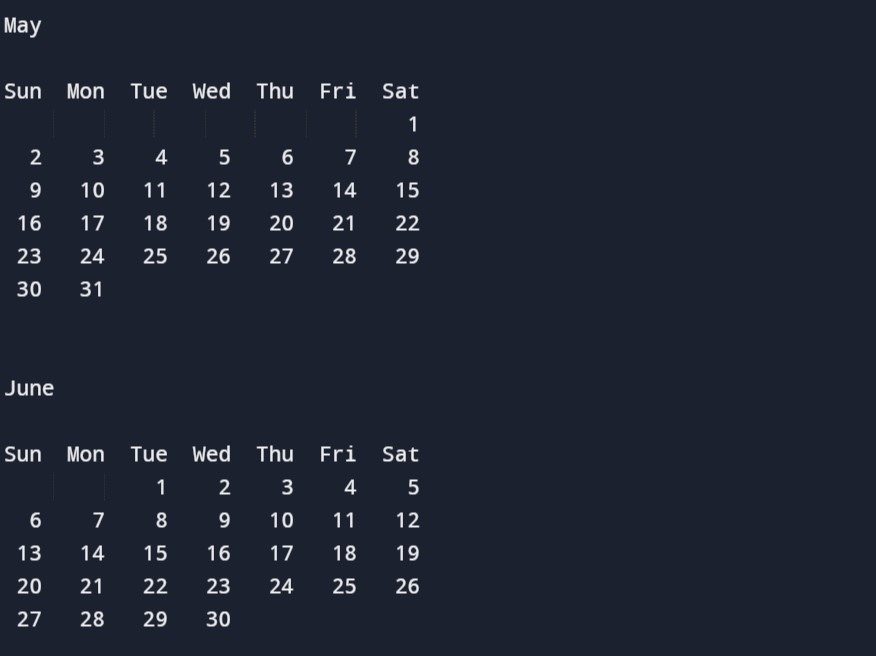 May
Sun Mon Tue Wed Thu Fri Sat
1
2 3 4 5 6 7 8
9 10 11 12 13 14 15
16 17 18 19 20 21 22
23 24 25 26 27 28 29
30 31
June
Sun Mon Tue Wed Thu Fri Sat
1 2 3 4 5
6 7 8 9 10 11 12
13 14 15 16 17 18 19
20 21 22 23 24 25 26
27 28 29 30